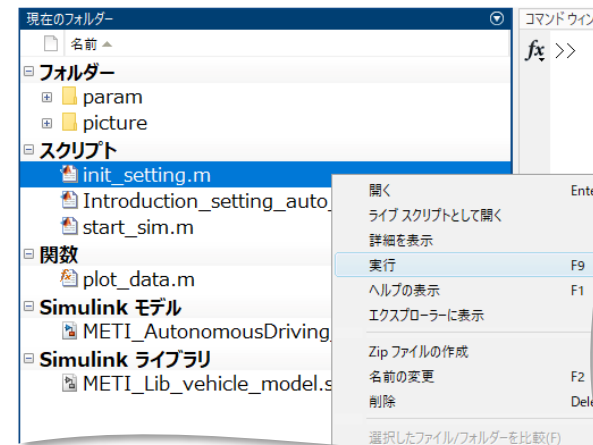 現在のフォルダー
名前
フォルダー
param
picture
スクリプト
init_setting.m
Introduction_setting_auto_
start_sim.m
関数
plot_data.m
Simulink モデル
METI_AutonomousDriving_
Simulink ライブラリ
METI_Lib_vehicle_model.s
コマンド ウィン
fx >>
開く Ente
ライブ スクリプトとして開く
詳細を表示
実行 F9
ヘルプの表示 F1
エクスプローラーに表示
Zip ファイルの作成
名前の変更 F2
削除 Dele
選択したファイル/フォルダーを比較(F)